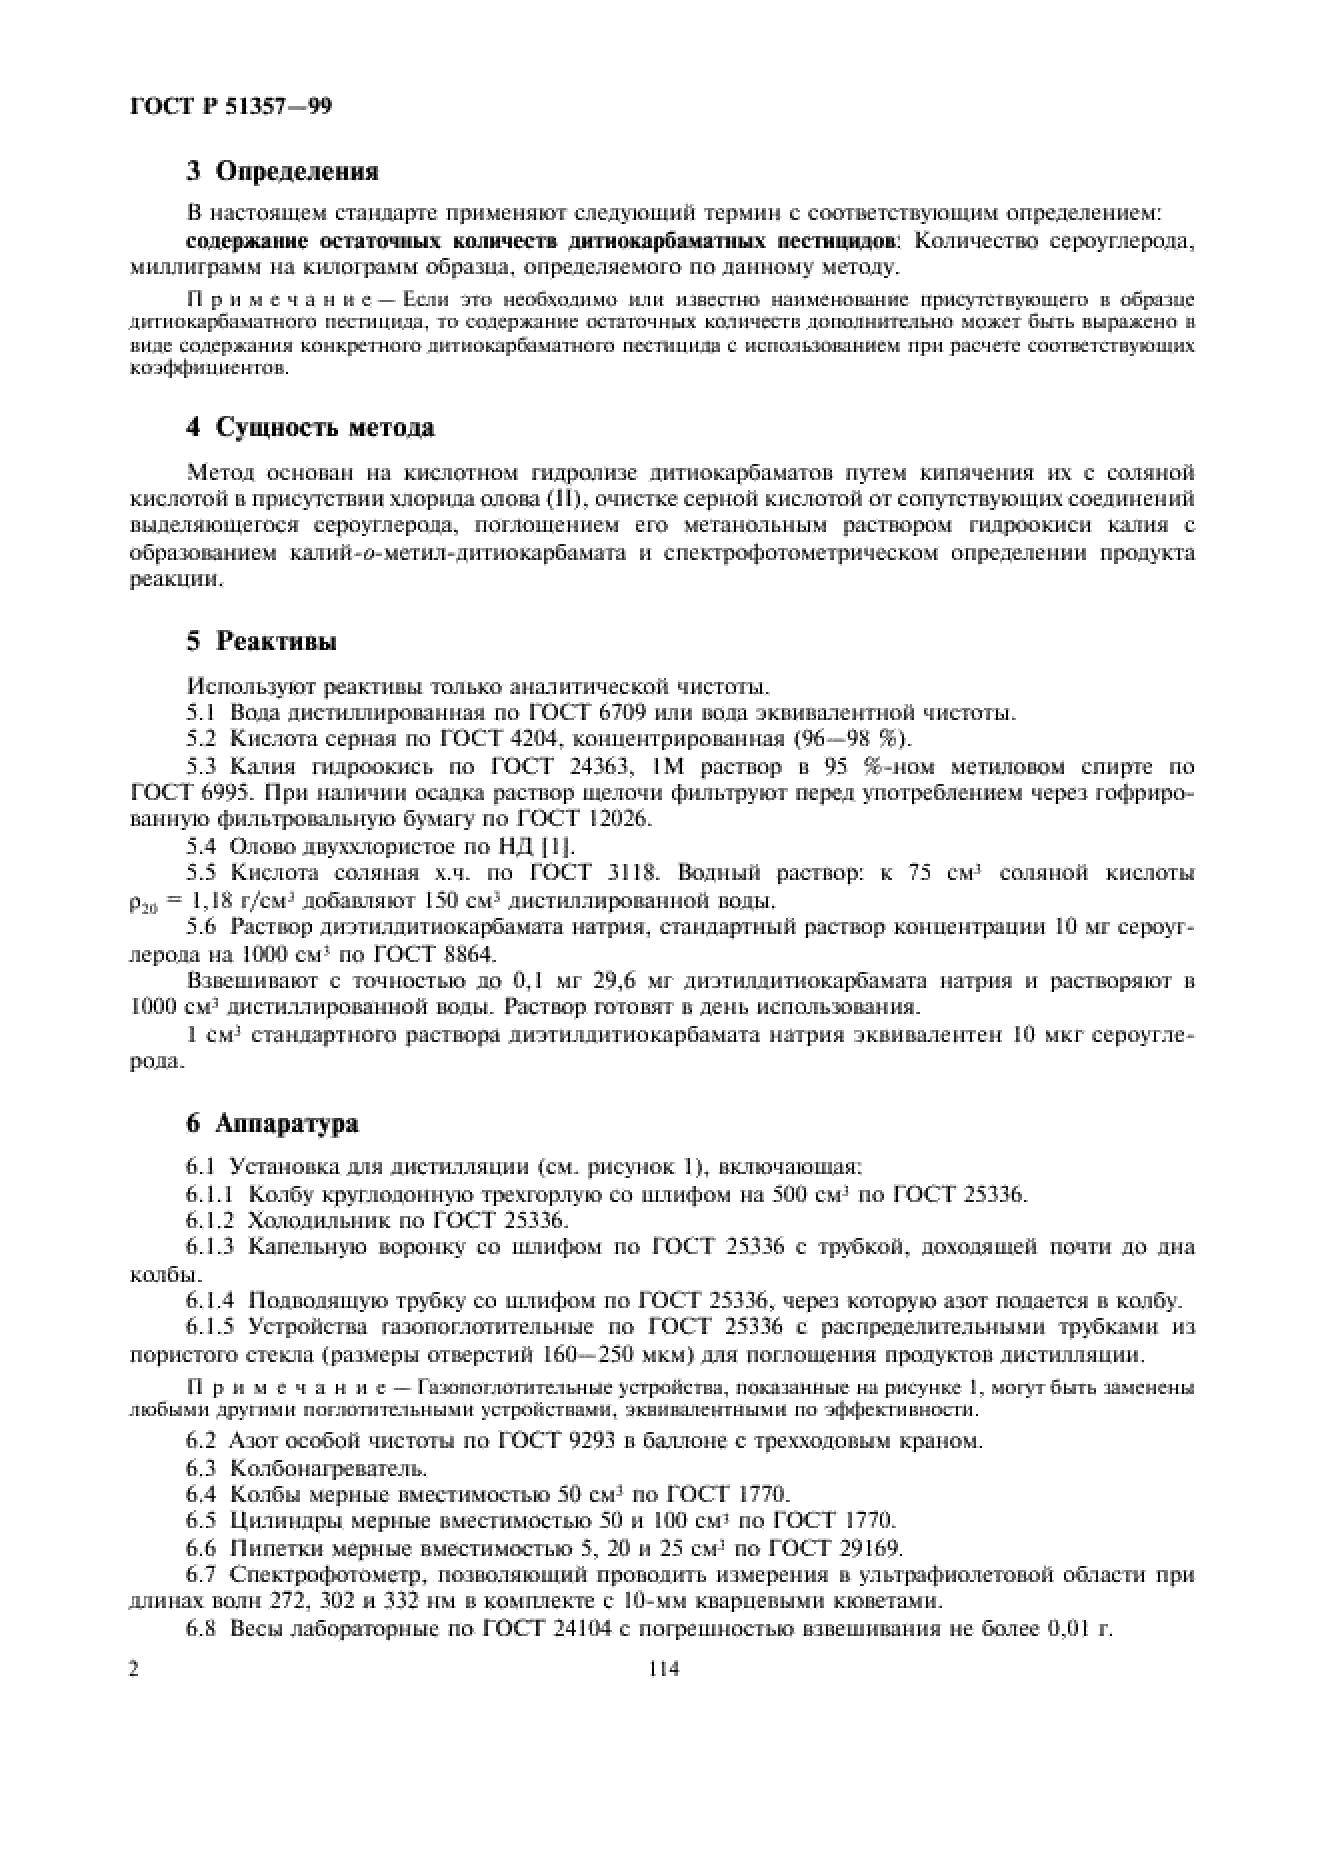 ГОСТ Р 51357—99
3 Определения
В настоящем стандарте применяют следующий термин с соответствующим определением:
содержание остаточных количеств дитиокарбаматных пестицидов: Количество сероуглерода,
миллиграмм на килограмм образца, определяемого по данному методу.
Примечание — Если это необходимо или известно наименование присутствующего в образце
дитиокарбаматного пестицида, то содержание остаточных количеств дополнительно может быть выражено в
виде содержания конкретного дитиокарбаматного пестицида с использованием при расчете соответствующих
коэффициентов.
4 Сущность метода
Метод основан на кислотном гидролизе дитиокарбаматов путем кипячения их с соляной
кислотой в присутствии хлорида олова (II), очистке серной кислотой от сопутствующих соединений
выделяющегося сероуглерода, поглощением его метанольным раствором гидроокиси калия с
образованием калий-о-метил-дитиокарбамата и спектрофотометрическом определении продукта
реакции.
5 Реактивы
Используют реактивы только аналитической чистоты.
5.1 Вода дистиллированная по ГОСТ 6709 или вода эквивалентной чистоты.
5.2 Кислота серная по ГОСТ 4204, концентрированная (96—98 %).
5.3 Калия гидроокись по ГОСТ 24363, 1М раствор в 95 %-ном метиловом спирте по
ГОСТ 6995. При наличии осадка раствор щелочи фильтруют перед употреблением через гофриро-
ванную фильтровальную бумагу по ГОСТ 12026.
5.4 Олово двуххлористое по НД [1].
5.5 Кислота соляная х.ч. по ГОСТ 3118. Водный раствор: к 75 см³ соляной кислоты
ρ₂₀ = 1,18 г/см³ добавляют 150 см³ дистиллированной воды.
5.6 Раствор диэтилдитиокарбамата натрия, стандартный раствор концентрации 10 мг сероуг-
лерода на 1000 см³ по ГОСТ 8864.
Взвешивают с точностью до 0,1 мг 29,6 мг диэтилдитиокарбамата натрия и растворяют в
1000 см³ дистиллированной воды. Раствор готовят в день использования.
1 см³ стандартного раствора диэтилдитиокарбамата натрия эквивалентен 10 мкг сероугле-
рода.
6 Аппаратура
6.1 Установка для дистилляции (см. рисунок 1), включающая:
6.1.1 Колбу круглодонную трехгорлую со шлифом на 500 см³ по ГОСТ 25336.
6.1.2 Холодильник по ГОСТ 25336.
6.1.3 Капельную воронку со шлифом по ГОСТ 25336 с трубкой, доходящей почти до дна
колбы.
6.1.4 Подводящую трубку со шлифом по ГОСТ 25336, через которую азот подается в колбу.
6.1.5 Устройства газопоглотительные по ГОСТ 25336 с распределительными трубками из
пористого стекла (размеры отверстий 160—250 мкм) для поглощения продуктов дистилляции.
Примечание — Газопоглотительные устройства, показанные на рисунке 1, могут быть заменены
любыми другими поглотительными устройствами, эквивалентными по эффективности.
6.2 Азот особой чистоты по ГОСТ 9293 в баллоне с трехходовым краном.
6.3 Колбонагреватель.
6.4 Колбы мерные вместимостью 50 см³ по ГОСТ 1770.
6.5 Цилиндры мерные вместимостью 50 и 100 см³ по ГОСТ 1770.
6.6 Пипетки мерные вместимостью 5, 20 и 25 см³ по ГОСТ 29169.
6.7 Спектрофотометр, позволяющий проводить измерения в ультрафиолетовой области при
длинах волн 272, 302 и 332 нм в комплекте с 10-мм кварцевыми кюветами.
6.8 Весы лабораторные по ГОСТ 24104 с погрешностью взвешивания не более 0,01 г.
2 114